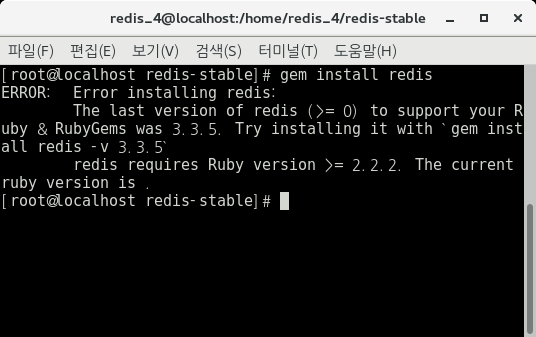 redis_4@localhost:/home/redis_4/redis-stable
파일(F) 편집(E) 보기(V) 검색(S) 터미널(T) 도움말(H)
[root@localhost redis-stable]# gem install redis
ERROR:  Error installing redis:
        The last version of redis (>= 0) to support your R
uby & RubyGems was 3.3.5. Try installing it with `gem inst
all redis -v 3.3.5`
        redis requires Ruby version >= 2.2.2. The current
ruby version is .
[root@localhost redis-stable]#